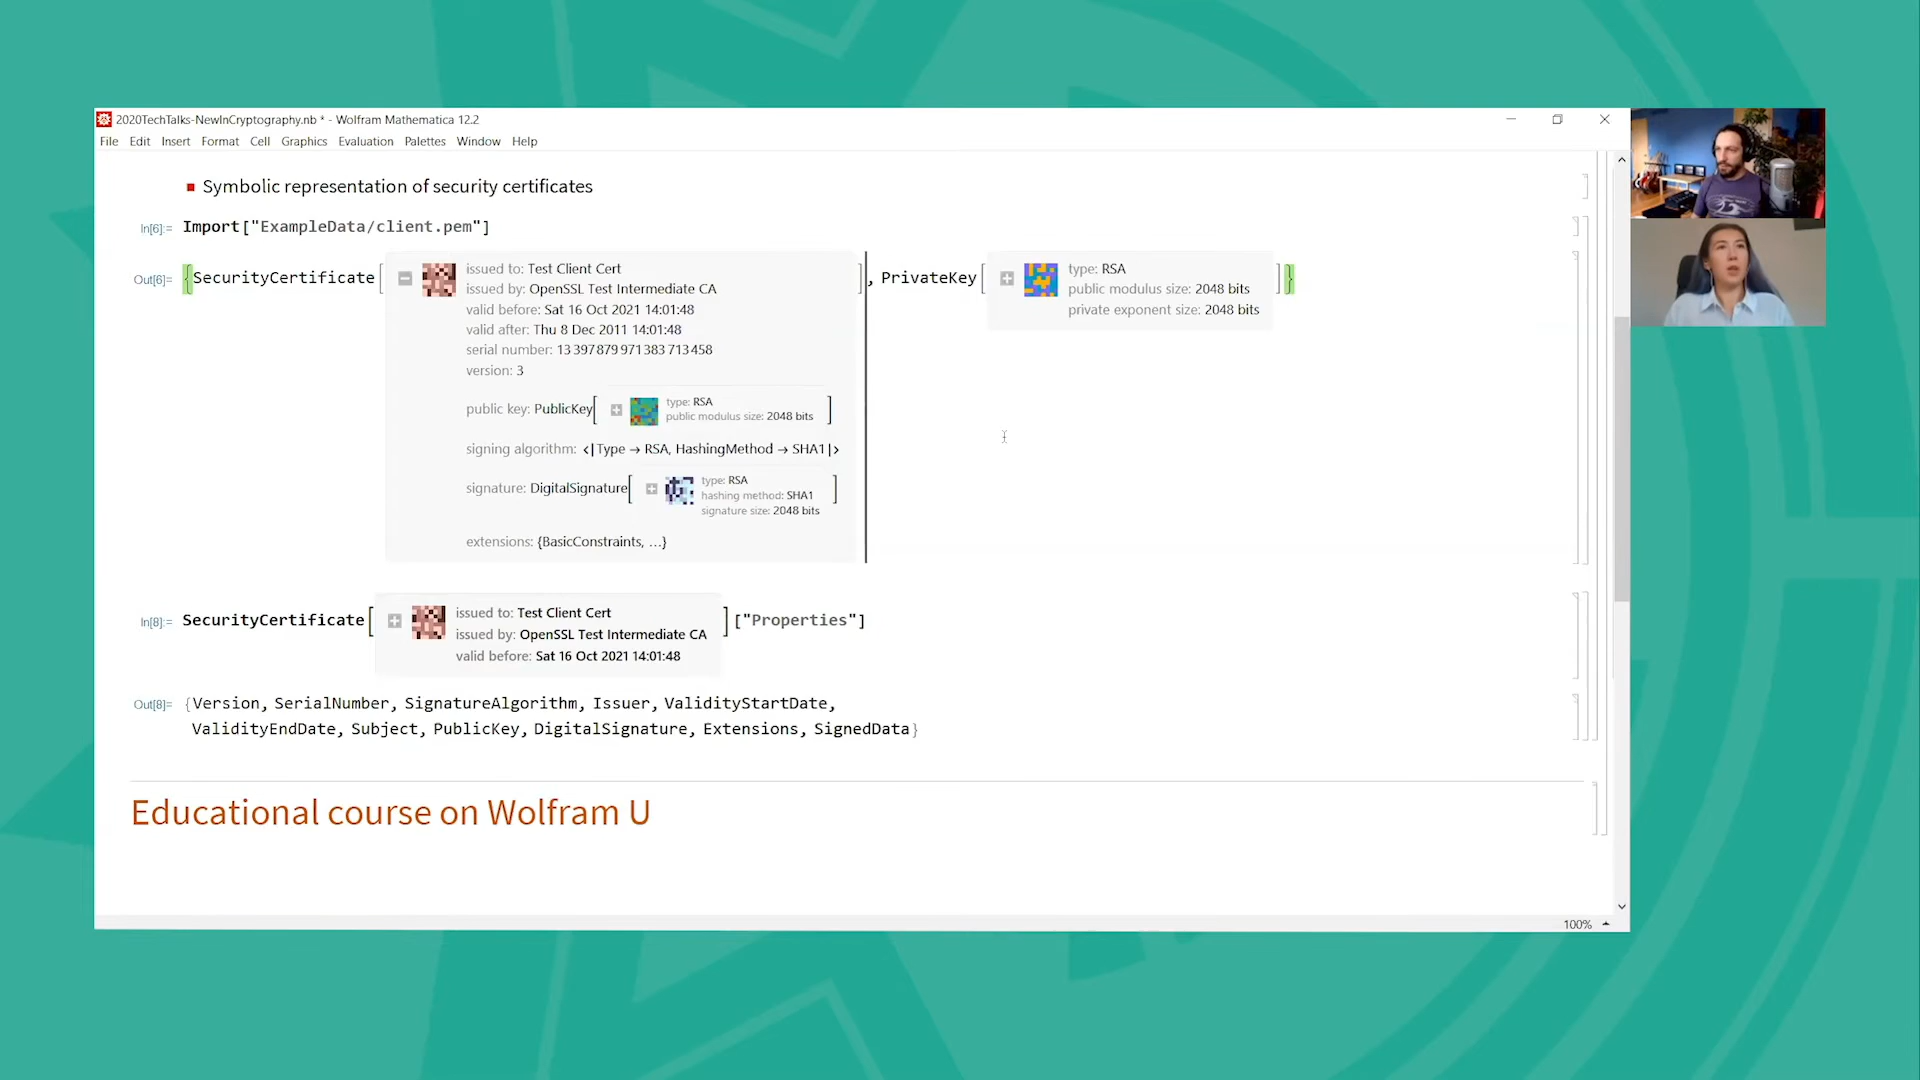 2020TechTalks-NewInCryptography.nb * - Wolfram Mathematica 12.2
File Edit Insert Format Cell Graphics Evaluation Palettes Window Help
Symbolic representation of security certificates
In[6]:= Import["ExampleData/client.pem"]
Out[6]= {SecurityCertificate[
issued to: Test Client Cert
issued by: OpenSSL Test Intermediate CA
valid before: Sat 16 Oct 2021 14:01:48
valid after: Thu 8 Dec 2011 14:01:48
serial number: 13 397 879 971 383 713 458
version: 3
public key: PublicKey[
type: RSA
public modulus size: 2048 bits
]
signing algorithm: <|Type → RSA, HashingMethod → SHA1|>
signature: DigitalSignature[
type: RSA
hashing method: SHA1
signature size: 2048 bits
]
extensions: {BasicConstraints, ...}
], PrivateKey[
type: RSA
public modulus size: 2048 bits
private exponent size: 2048 bits
]}
In[8]:= SecurityCertificate[
issued to: Test Client Cert
issued by: OpenSSL Test Intermediate CA
valid before: Sat 16 Oct 2021 14:01:48
]["Properties"]
Out[8]= {Version, SerialNumber, SignatureAlgorithm, Issuer, ValidityStartDate,
ValidityEndDate, Subject, PublicKey, DigitalSignature, Extensions, SignedData}
Educational course on Wolfram U
100%